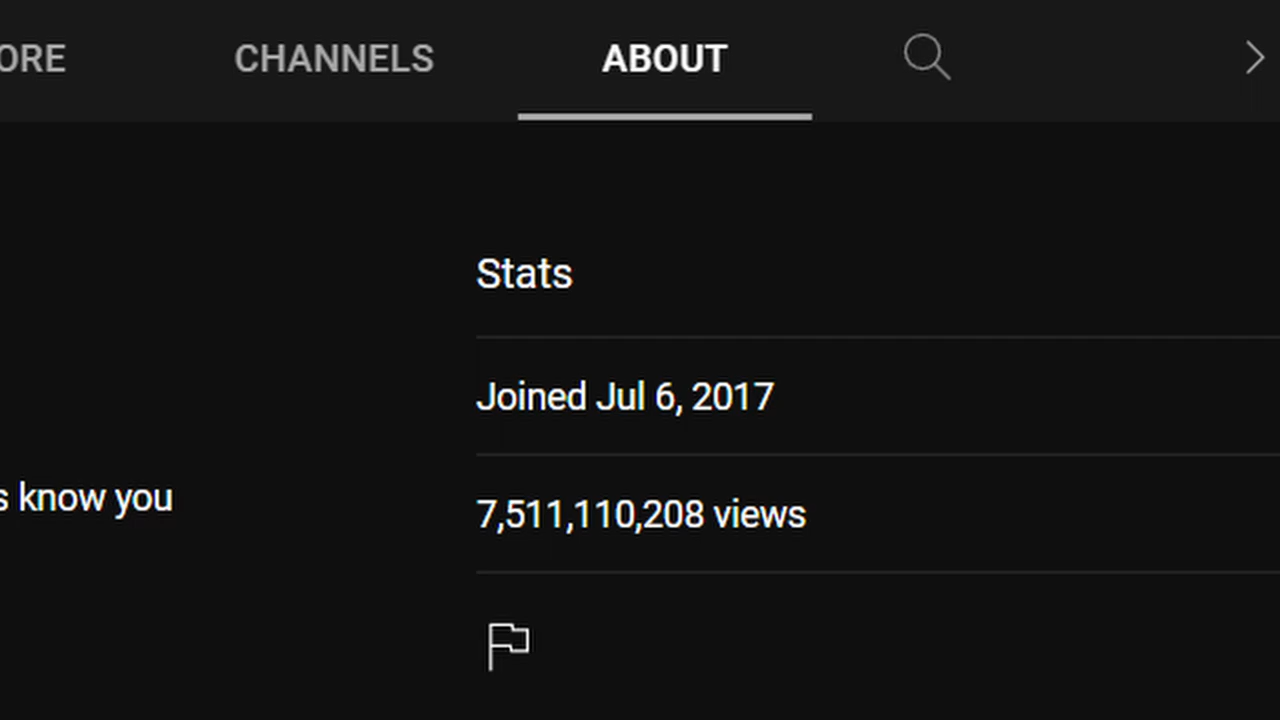 ORE CHANNELS ABOUT
Stats
Joined Jul 6, 2017
s know you
7,511,110,208 views